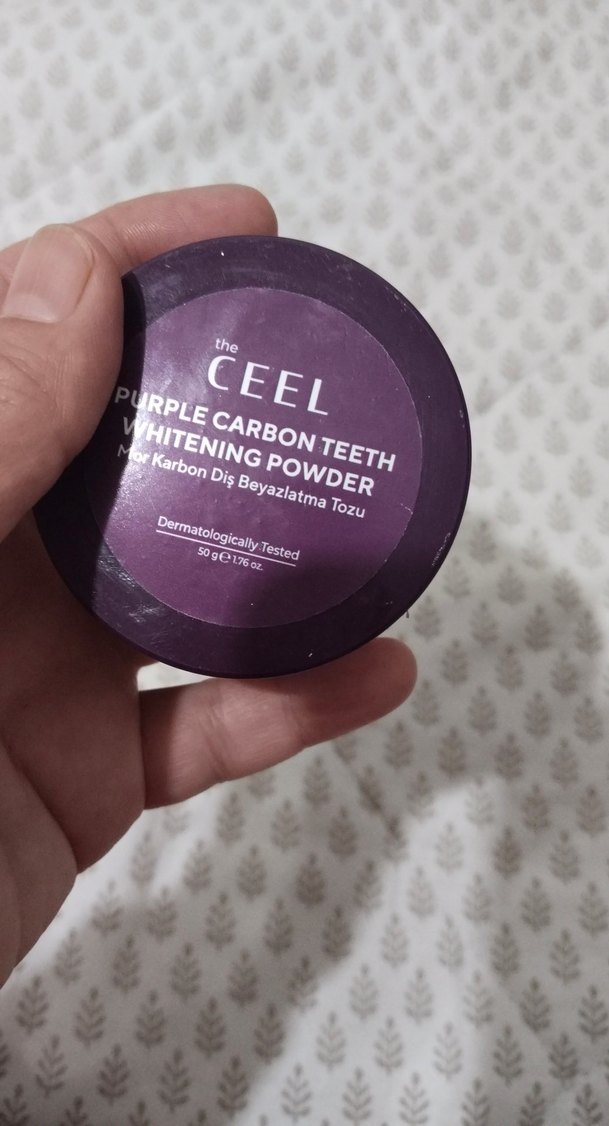 the
CEEL
PURPLE CARBON TEETH
WHITENING POWDER
Mor Karbon Diş Beyazlatma Tozu
Dermatologically Tested
50 g ℮ 1.76 oz.